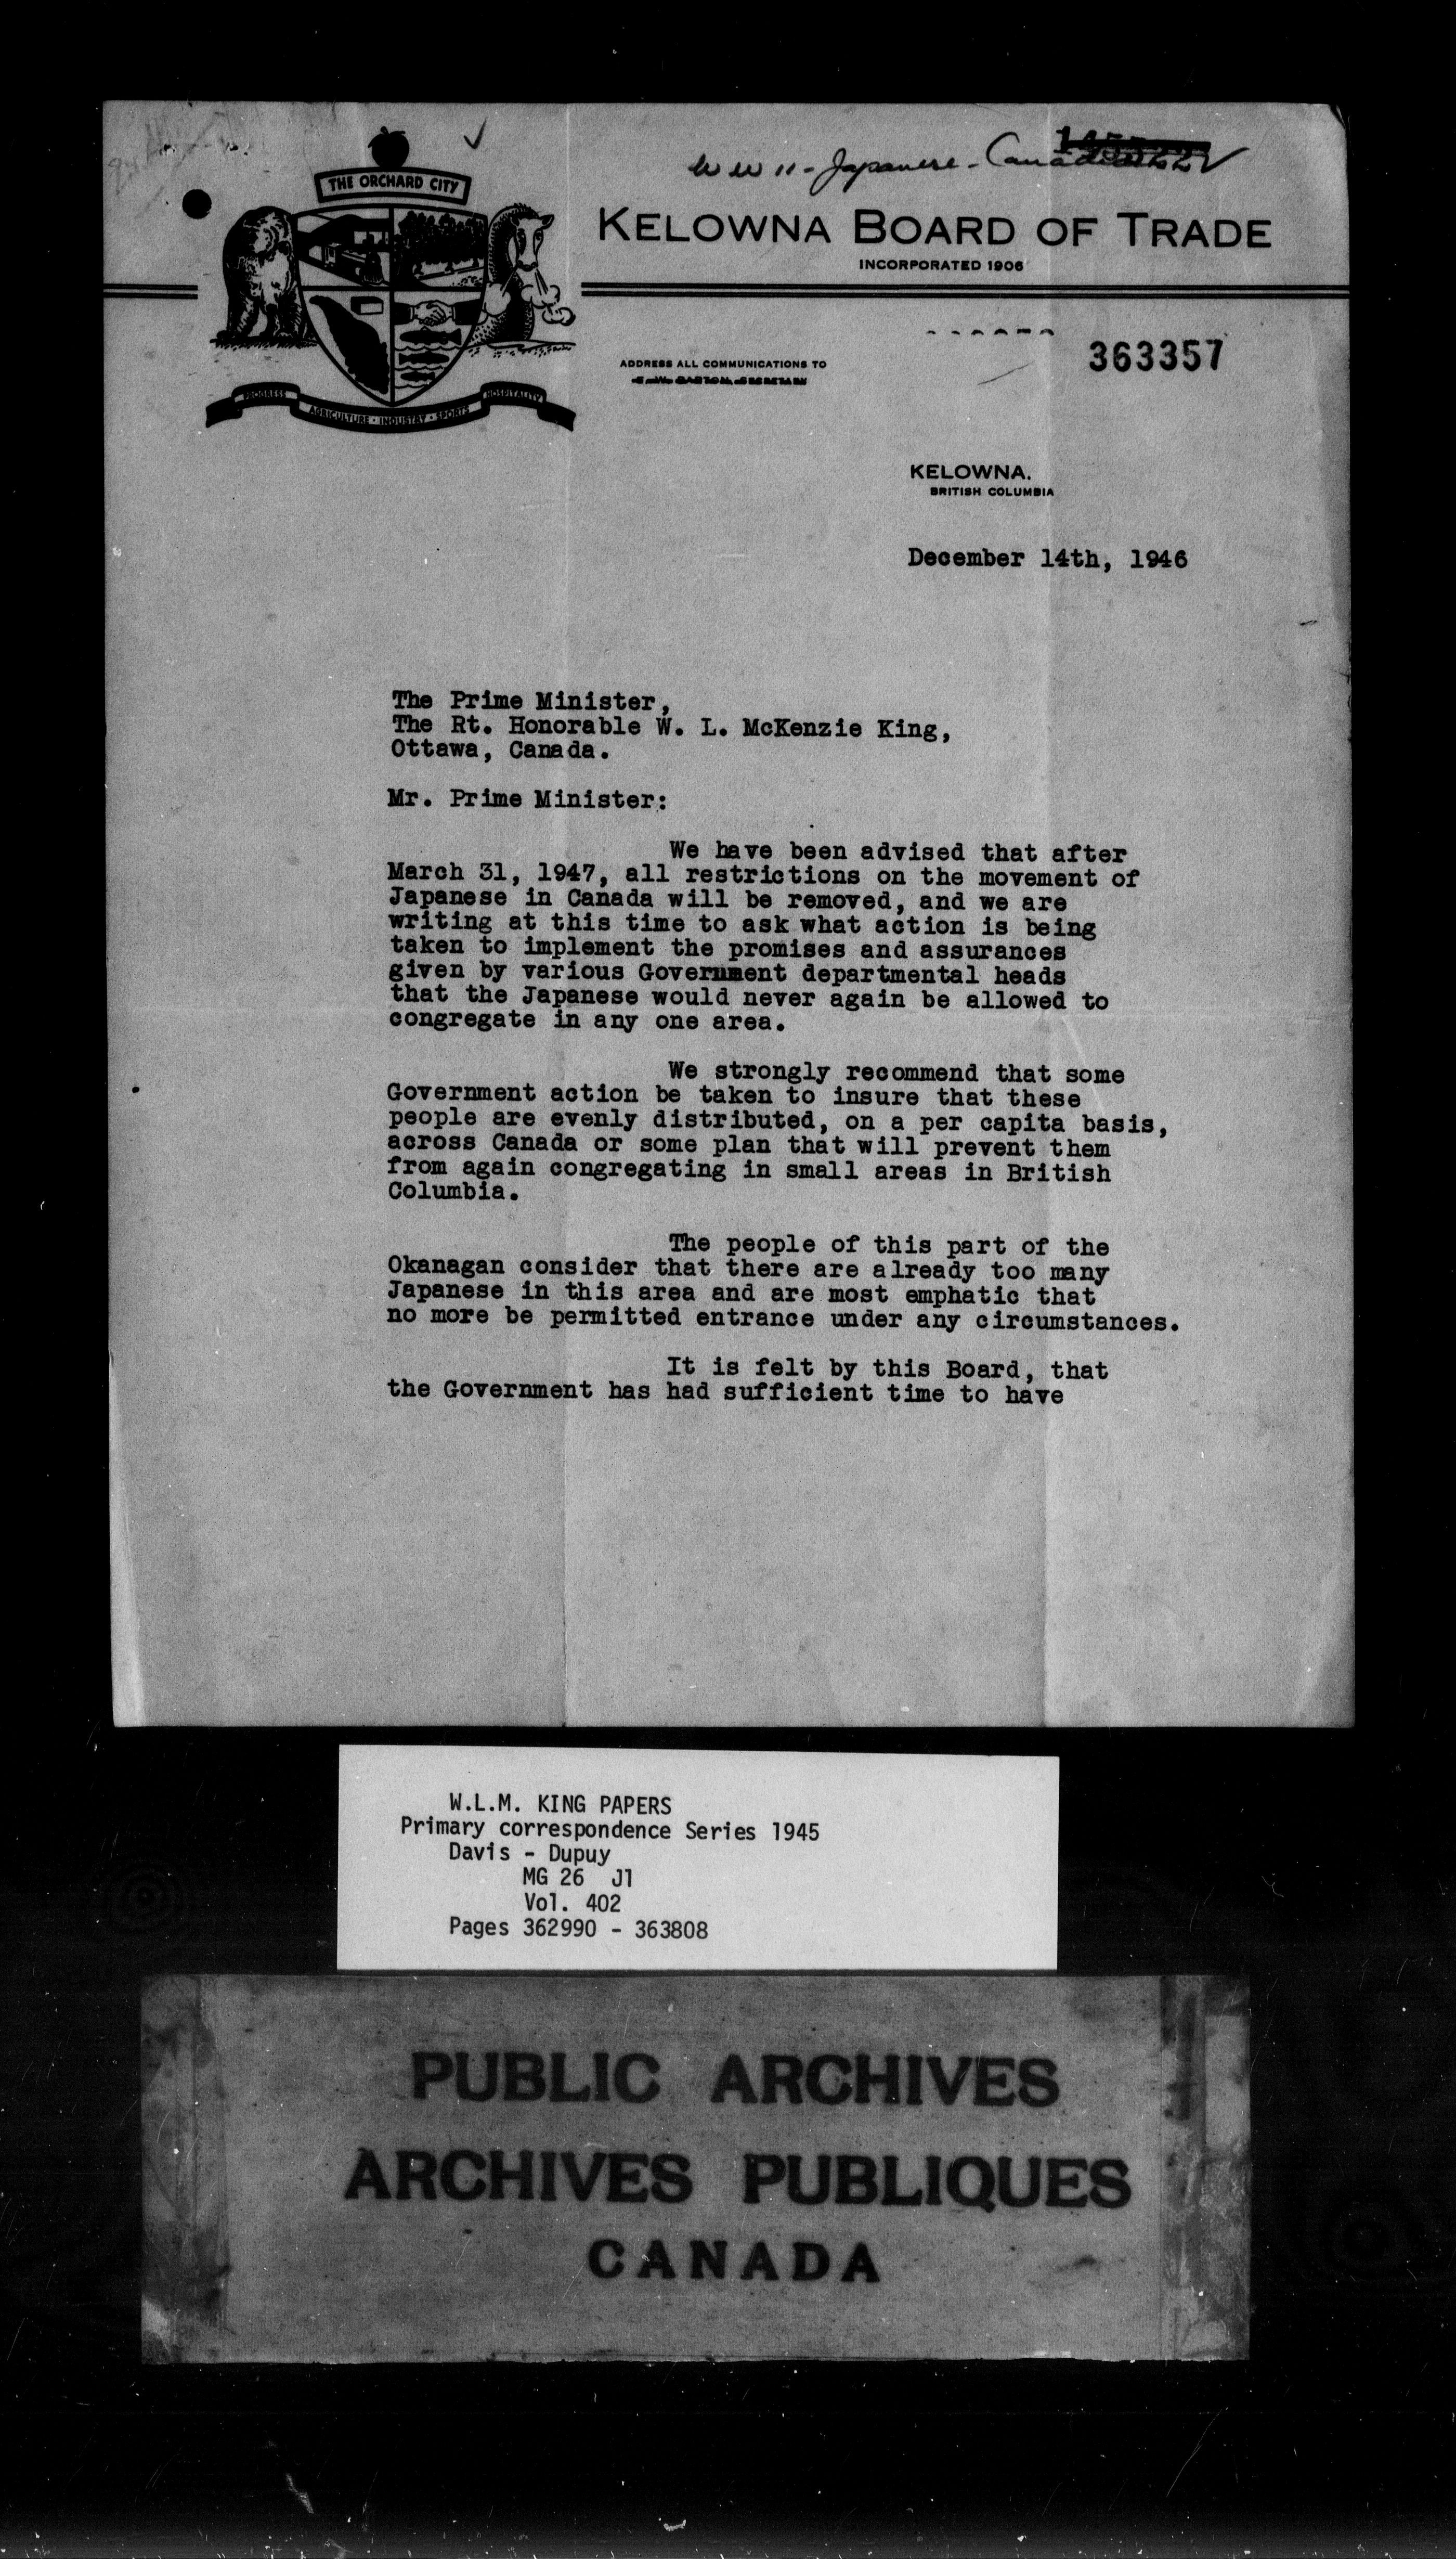 WW II - Japanese - Canadian
THE ORCHARD CITY
KELOWNA BOARD OF TRADE
INCORPORATED 1906
363357
ADDRESS ALL COMMUNICATIONS TO
PROGRESS
AGRICULTURE • INDUSTRY • SPORTS
HOSPITALITY
KELOWNA.
BRITISH COLUMBIA
December 14th, 1946
The Prime Minister,
The Rt. Honorable W. L. McKenzie King,
Ottawa, Canada.
Mr. Prime Minister:
We have been advised that after
March 31, 1947, all restrictions on the movement of
Japanese in Canada will be removed, and we are
writing at this time to ask what action is being
taken to implement the promises and assurances
given by various Government departmental heads
that the Japanese would never again be allowed to
congregate in any one area.
We strongly recommend that some
Government action be taken to insure that these
people are evenly distributed, on a per capita basis,
across Canada or some plan that will prevent them
from again congregating in small areas in British
Columbia.
The people of this part of the
Okanagan consider that there are already too many
Japanese in this area and are most emphatic that
no more be permitted entrance under any circumstances.
It is felt by this Board, that
the Government has had sufficient time to have
W.L.M. KING PAPERS
Primary correspondence Series 1945
Davis - Dupuy
MG 26 J1
Vol. 402
Pages 362990 - 363808
PUBLIC ARCHIVES
ARCHIVES PUBLIQUES
CANADA